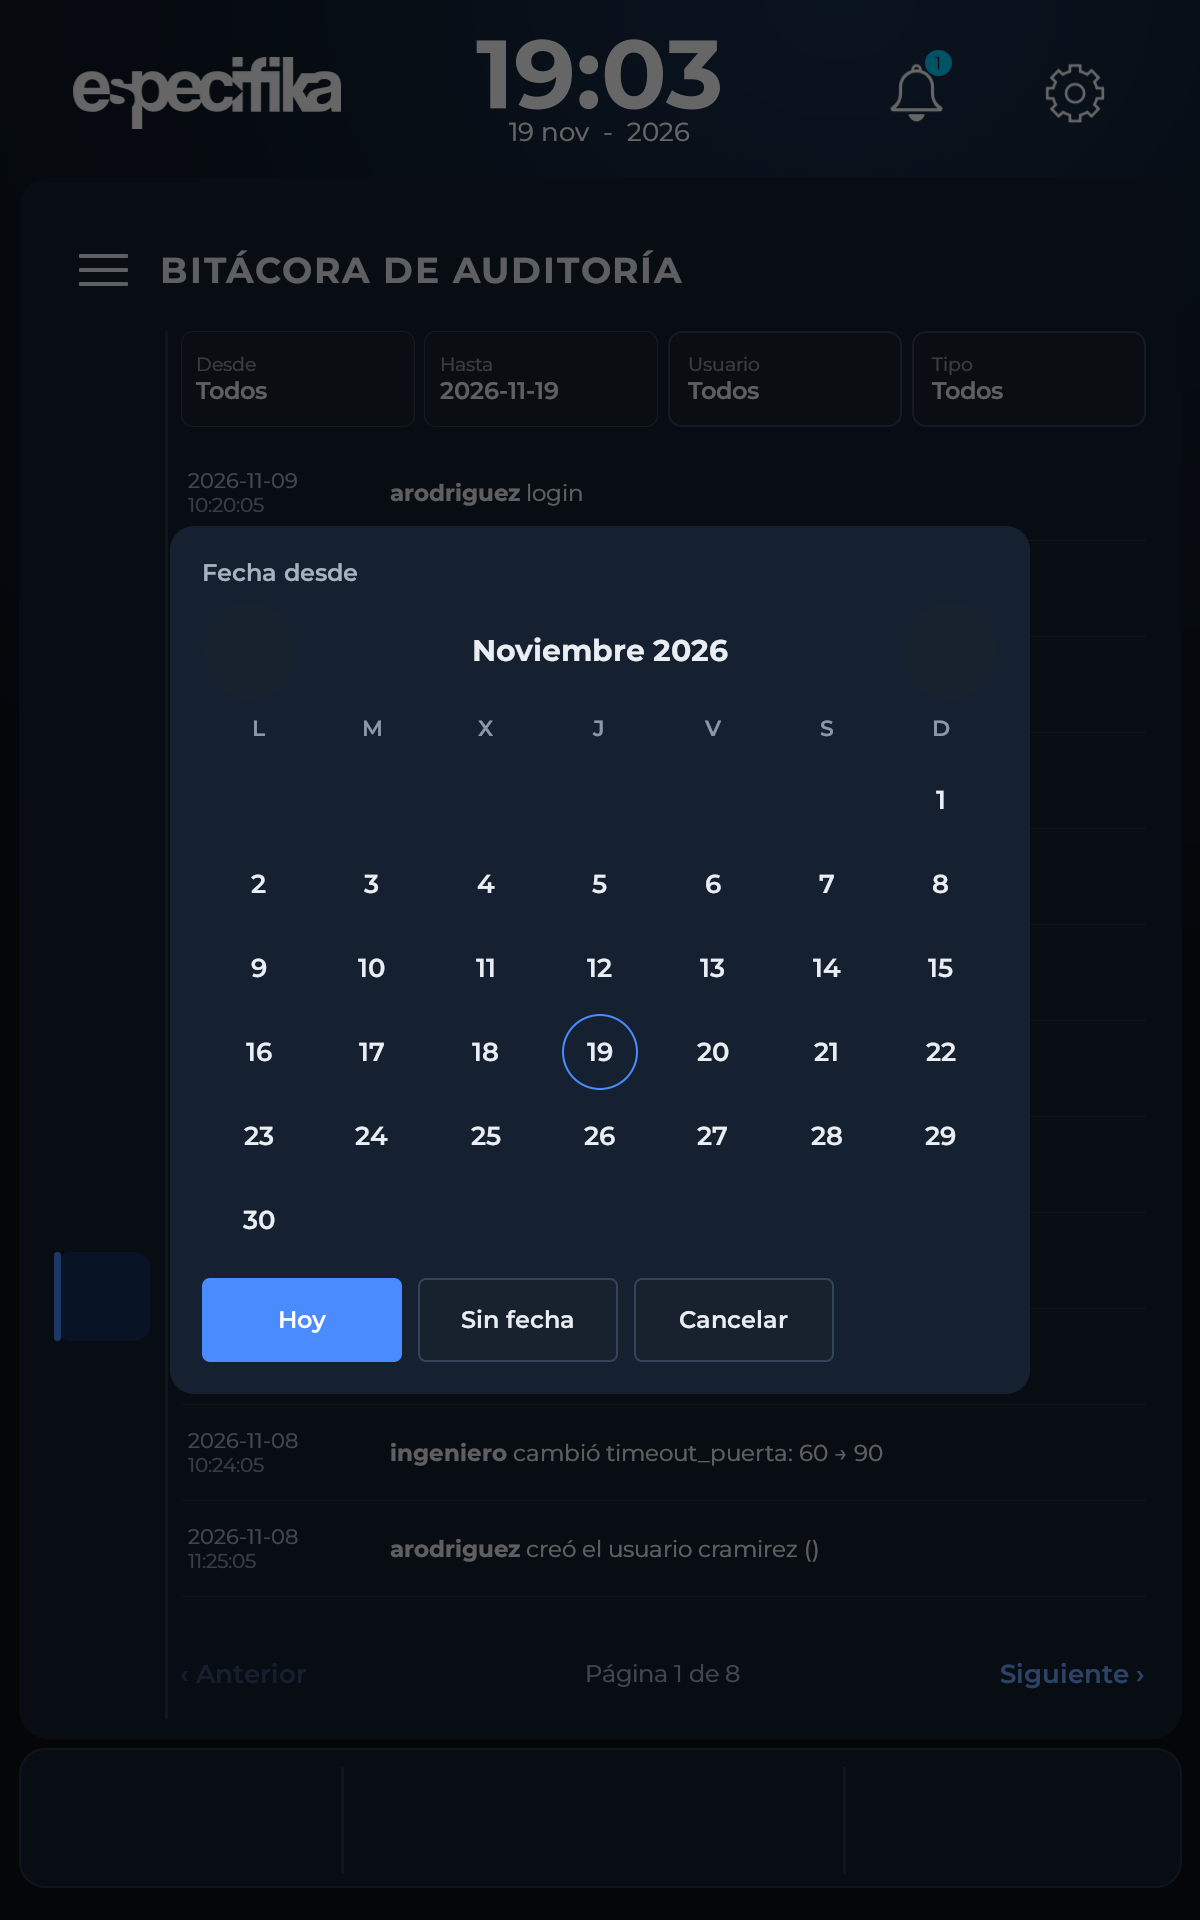 especifika
19:03
1
19 nov - 2026
BITÁCORA DE AUDITORÍA
Desde
Todos
Hasta
2026-11-19
Usuario
Todos
Tipo
Todos
2026-11-09
10:20:05
arodriguez login
Fecha desde
Noviembre 2026
L M X J V S D
1
2 3 4 5 6 7 8
9 10 11 12 13 14 15
16 17 18 19 20 21 22
23 24 25 26 27 28 29
30
Hoy
Sin fecha
Cancelar
2026-11-08
10:24:05
ingeniero cambió timeout_puerta: 60 → 90
2026-11-08
11:25:05
arodriguez creó el usuario cramirez ()
‹ Anterior
Página 1 de 8
Siguiente ›